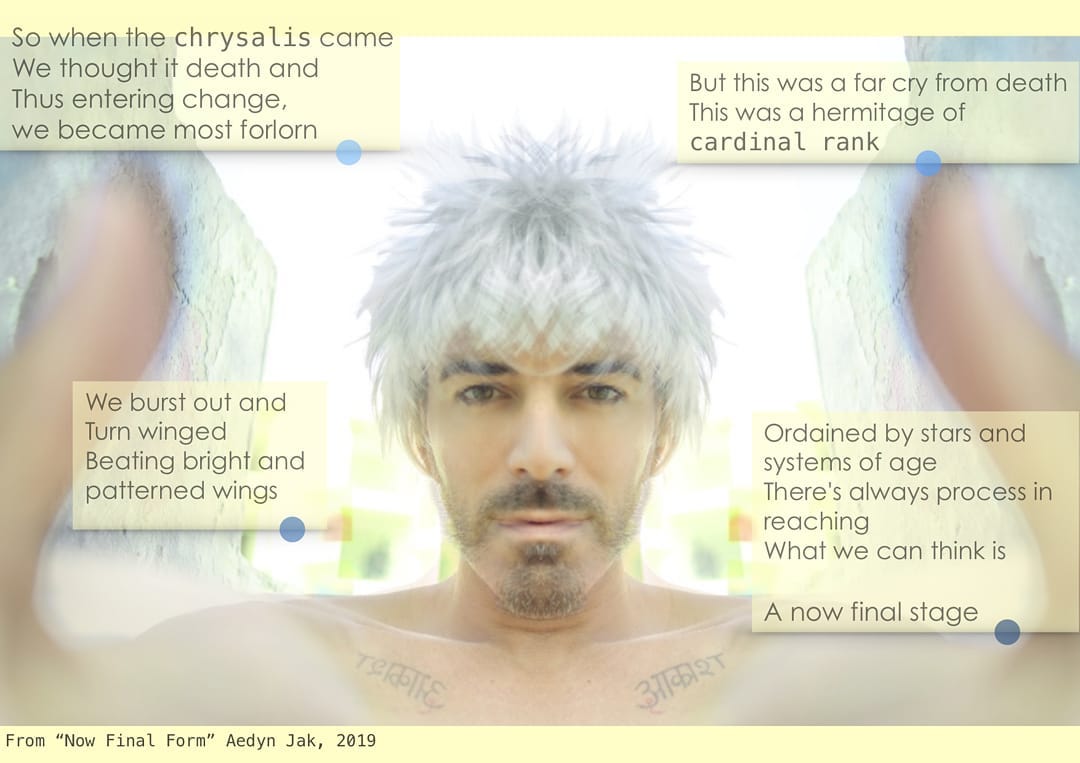 So when the chrysalis came
We thought it death and
Thus entering change,
we became most forlorn
But this was a far cry from death
This was a hermitage of
cardinal rank
We burst out and
Turn winged
Beating bright and
patterned wings
Ordained by stars and
systems of age
There's always process in
reaching
What we can think is
A now final stage
आकाश
From “Now Final Form” Aedyn Jak, 2019